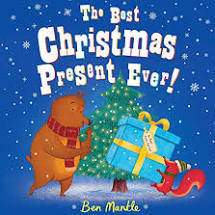 The Best
Christmas
Present Ever!
Ben Mantle